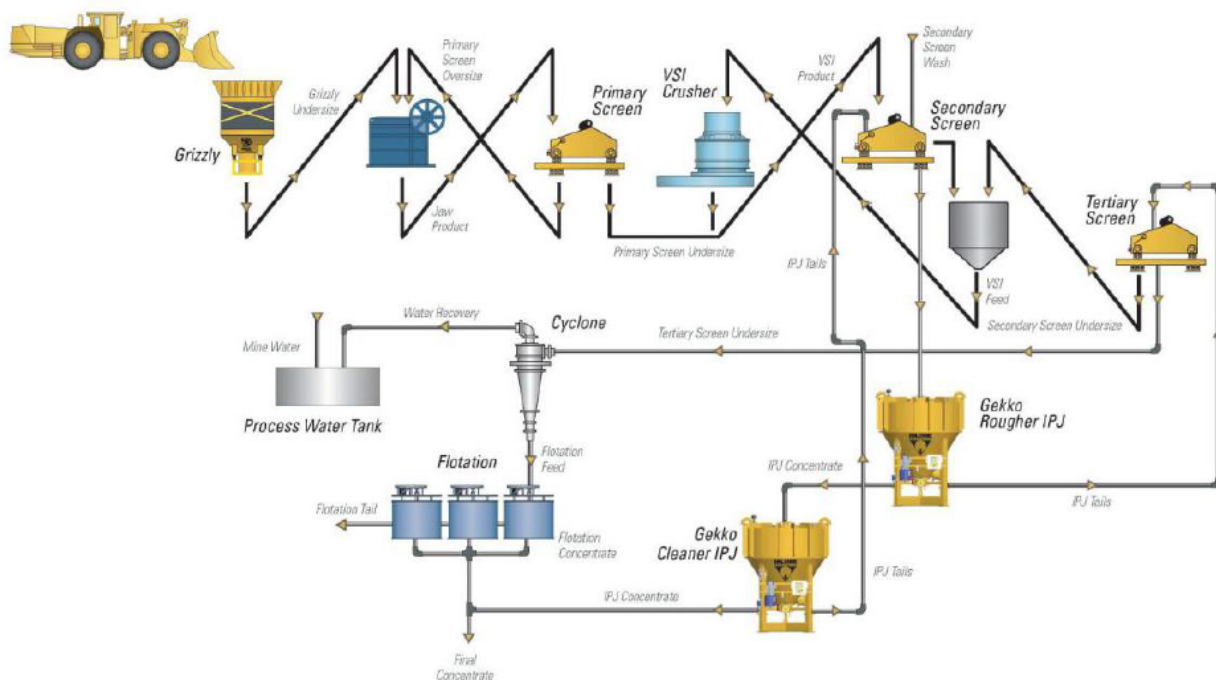 Grizzly
Grizzly
Undersize
Primary
Screen
Oversize
Jaw
Product
Primary
Screen
Primary Screen Undersize
VSI
Crusher
VSI
Product
Secondary
Screen
Wash
Secondary
Screen
VSI
Feed
Tertiary
Screen
Secondary Screen Undersize
IPJ Tails
Water Recovery
Cyclone
Tertiary Screen Undersize
Mine Water
Process Water Tank
Flotation
Feed
Flotation
Flotation Tail
Flotation
Concentrate
Gekko
Rougher IPJ
IPJ Concentrate
IPJ Tails
Gekko
Cleaner IPJ
IPJ Tails
IPJ Concentrate
Final
Concentrate